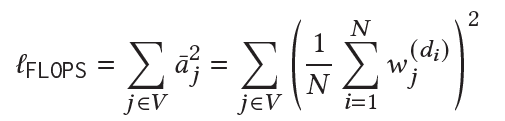 ℓ_FLOPS = ∑_{j∈V} ā_j^2 = ∑_{j∈V} ( 1/N ∑_{i=1}^{N} w_j^{(d_i)} )^2